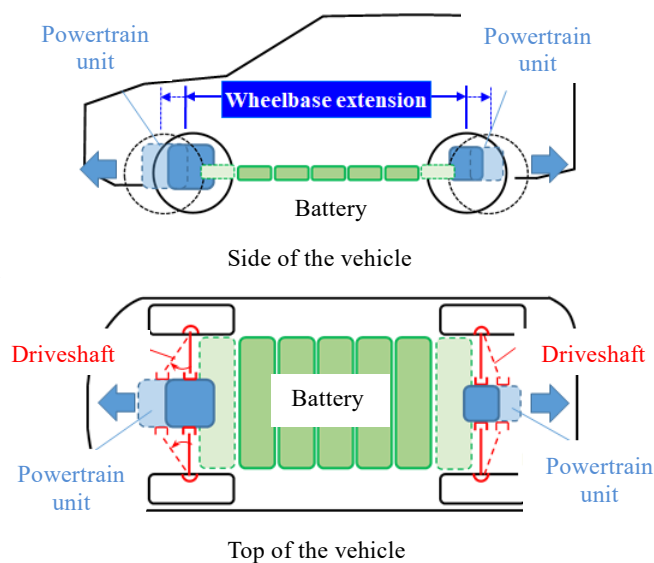 Powertrain
unit
Powertrain
unit
Wheelbase extension
Battery
Side of the vehicle
Driveshaft
Driveshaft
Battery
Powertrain
unit
Powertrain
unit
Top of the vehicle